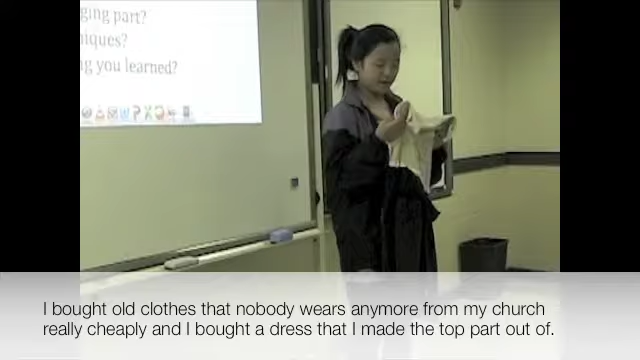 ging part?
iques?
g you learned?
I bought old clothes that nobody wears anymore from my church
really cheaply and I bought a dress that I made the top part out of.